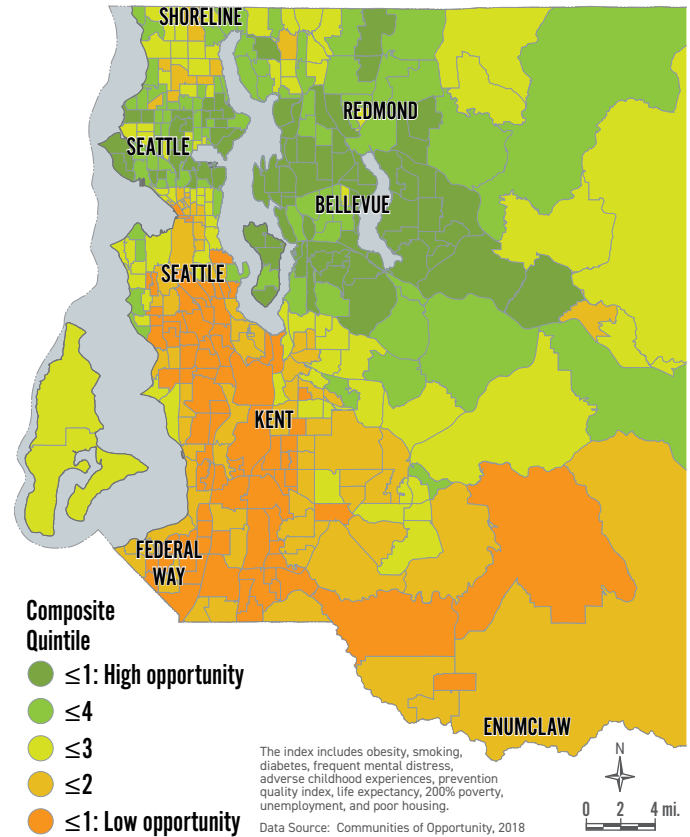 SHORELINE
REDMOND
SEATTLE
BELLEVUE
SEATTLE
KENT
FEDERAL
WAY
ENUMCLAW
Composite
Quintile
≤1: High opportunity
≤4
≤3
≤2
≤1: Low opportunity
The index includes obesity, smoking,
diabetes, frequent mental distress,
adverse childhood experiences, prevention
quality index, life expectancy, 200% poverty,
unemployment, and poor housing.
Data Source: Communities of Opportunity, 2018
N
0 2 4 mi.